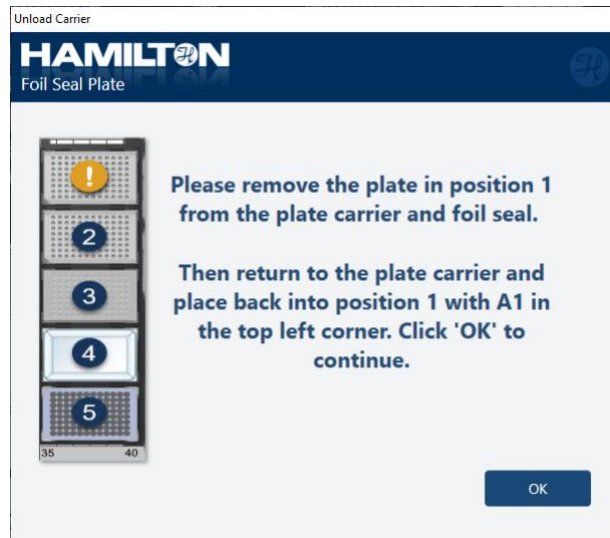 Unload Carrier
HAMILTON
Foil Seal Plate
!
2
3
4
5
35 40
Please remove the plate in position 1
from the plate carrier and foil seal.
Then return to the plate carrier and
place back into position 1 with A1 in
the top left corner. Click 'OK' to
continue.
OK